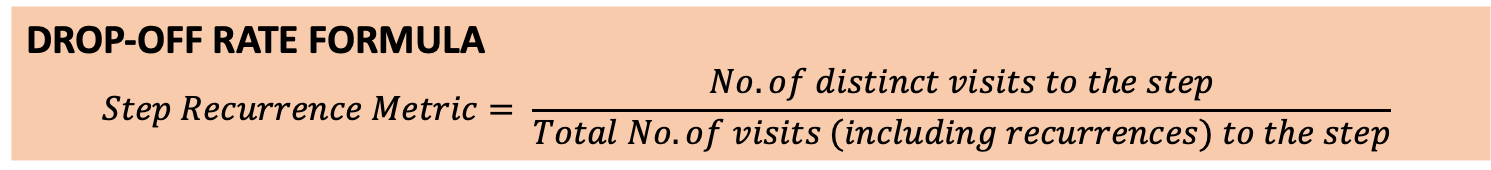 DROP-OFF RATE FORMULA
Step Recurrence Metric = No. of distinct visits to the step / Total No. of visits (including recurrences) to the step